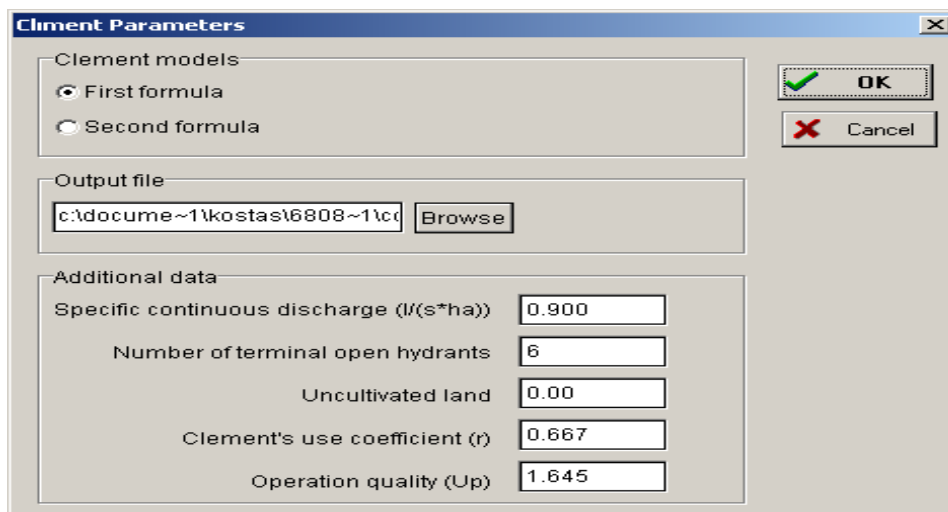 Climent Parameters
Clement models
First formula
Second formula
OK
Cancel
Output file
c:\docume~1\kostas\6808~1\co
Browse
Additional data
Specific continuous discharge (l/(s*ha)) 0.900
Number of terminal open hydrants 6
Uncultivated land 0.00
Clement's use coefficient (r) 0.667
Operation quality (Up) 1.645